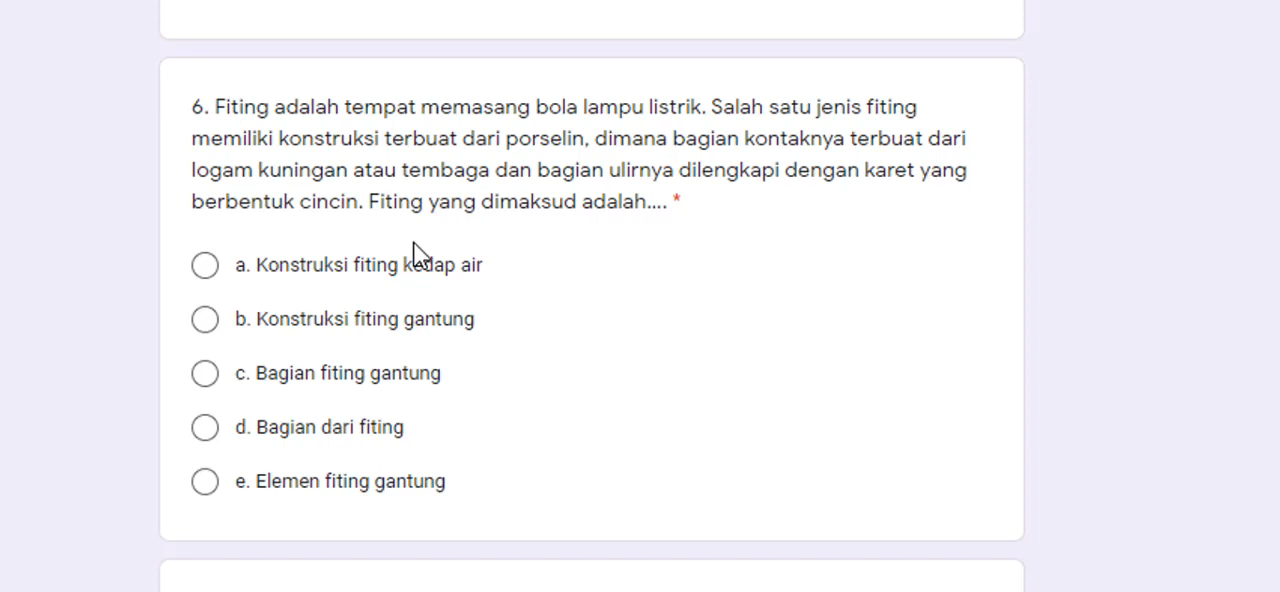 6. Fiting adalah tempat memasang bola lampu listrik. Salah satu jenis fiting
memiliki konstruksi terbuat dari porselin, dimana bagian kontaknya terbuat dari
logam kuningan atau tembaga dan bagian ulirnya dilengkapi dengan karet yang
berbentuk cincin. Fiting yang dimaksud adalah.... *
a. Konstruksi fiting kedap air
b. Konstruksi fiting gantung
c. Bagian fiting gantung
d. Bagian dari fiting
e. Elemen fiting gantung